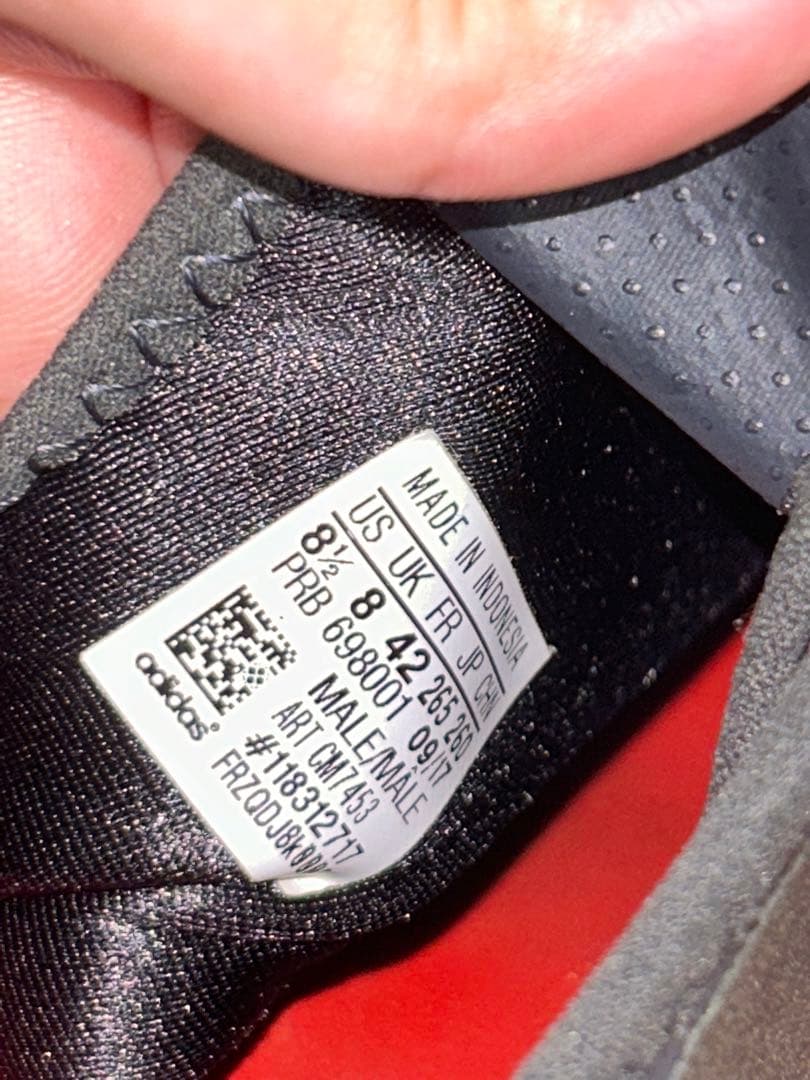 MADE IN INDONESIA
US UK FR JP CHN
8½ 8 42 265 260
PRB 698001 09/17
MALE/MÂLE
ART CM7453
#118312717
adidas®